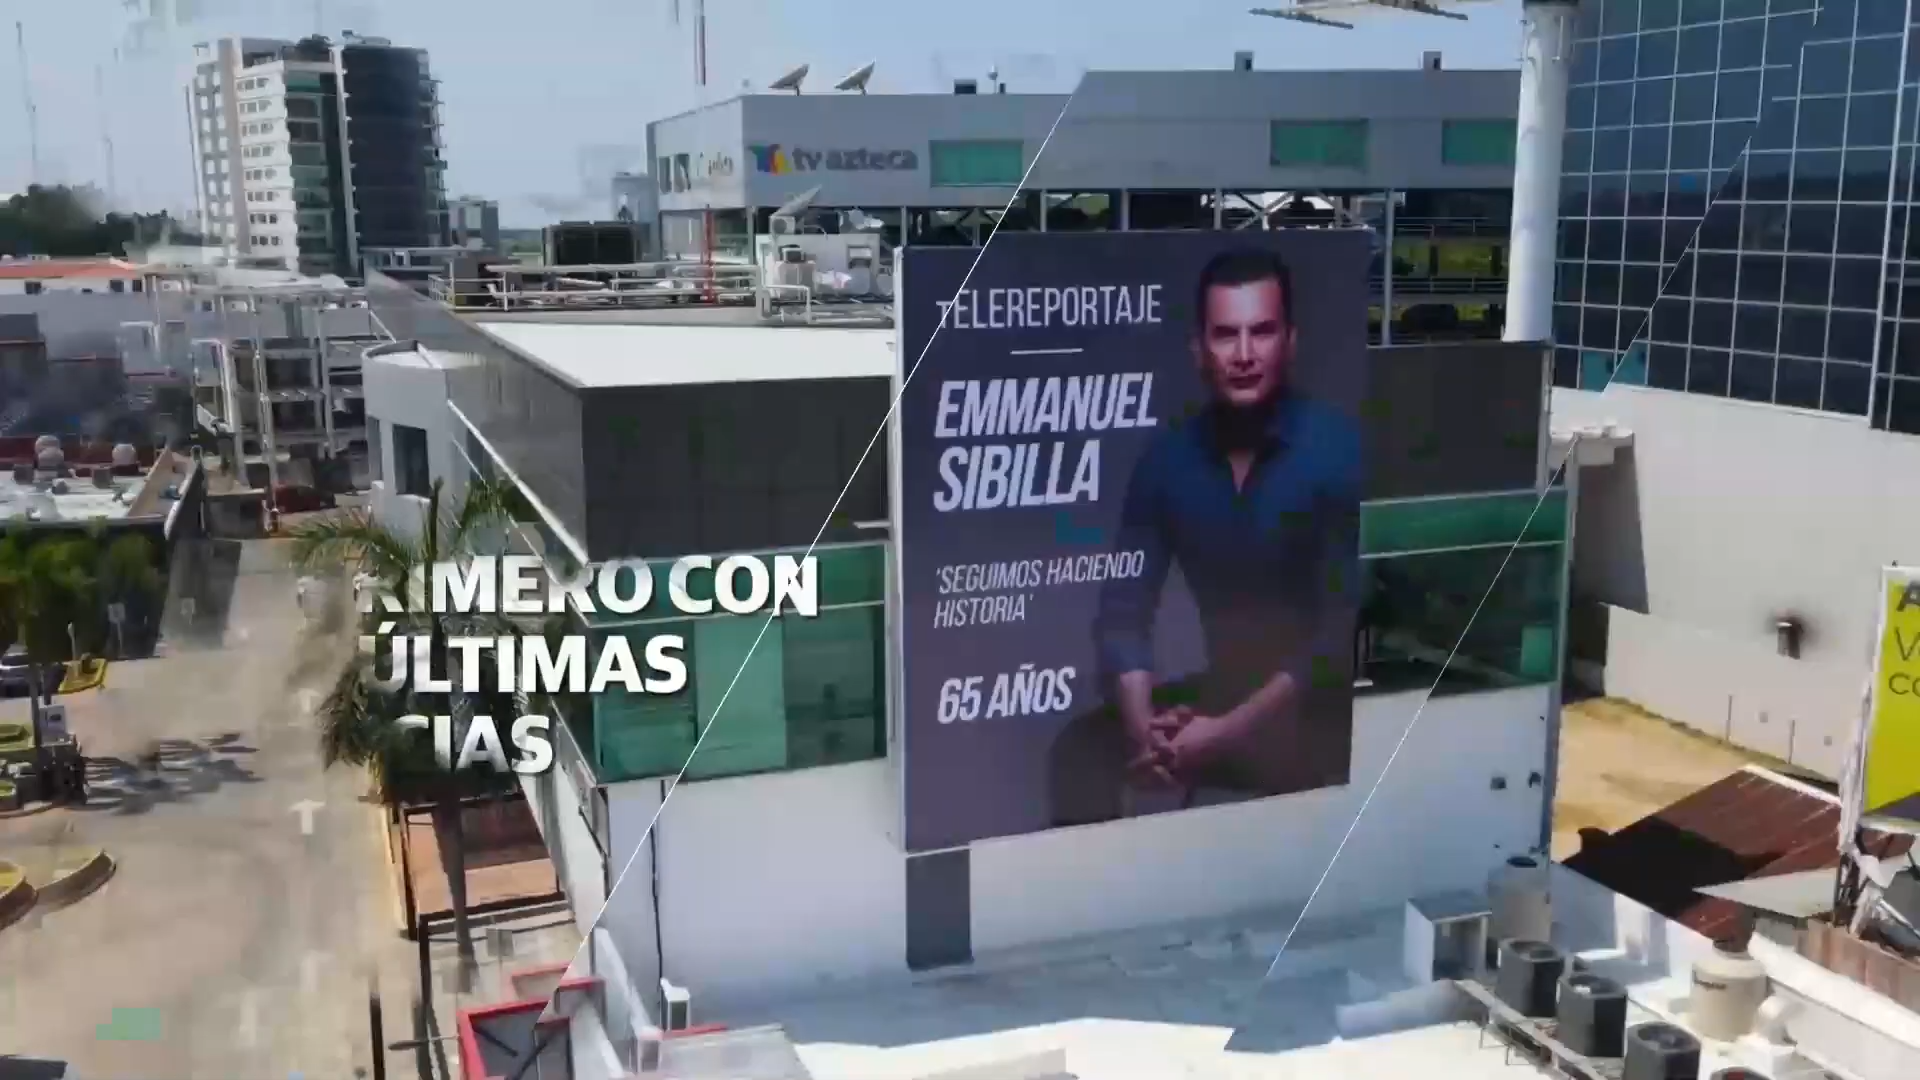 tv azteca
TELEREPORTAJE
EMMANUEL
SIBILLA
'SEGUIMOS HACIENDO
HISTORIA'
65 AÑOS
RIMERO CON
ÚLTIMAS
CIAS